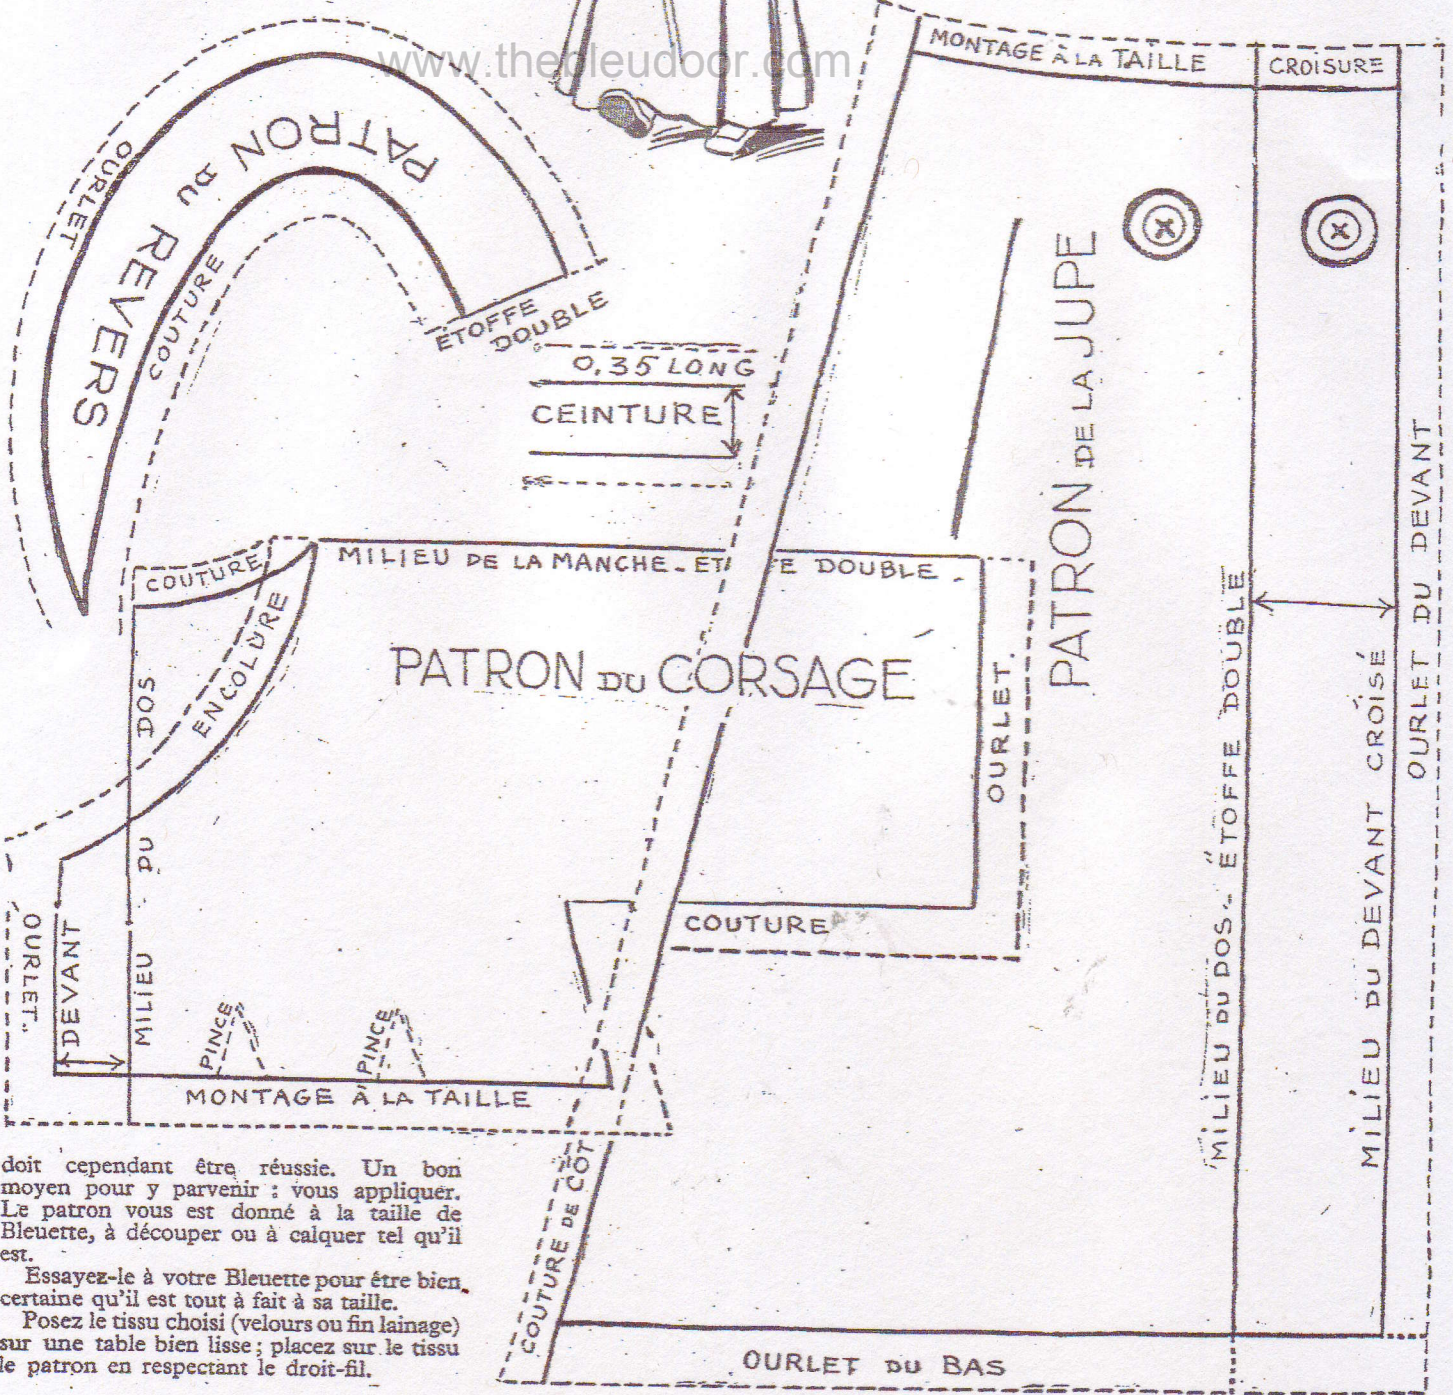 www.thebleudoor.com
MONTAGE À LA TAILLE
CROISURE
OURLET
PATRON DU REVERS
COUTURE
ÉTOFFE
DOUBLE
0,35 LONG
CEINTURE
PATRON DE LA JUPE
COUTURE
MILIEU DE LA MANCHE - ÉT E DOUBLE.
ENCOLURE
PATRON DU CORSAGE
OURLET.
MILIEU DU DOS
COUTURE
OURLET.
DEVANT
PINCE
PINCE
MONTAGE À LA TAILLE
MILIEU DU DOS. ÉTOFFE DOUBLE
MILIEU DU DEVANT CROISÉ
OURLET DU DEVANT
COUTURE DE COT
OURLET DU BAS
doit cependant être réussie. Un bon
moyen pour y parvenir : vous appliquer.
Le patron vous est donné à la taille de
Bleuette, à découper ou à calquer tel qu'il
est.
Essayez-le à votre Bleuette pour être bien
certaine qu'il est tout à fait à sa taille.
Posez le tissu choisi (velours ou fin lainage)
sur une table bien lisse ; placez sur le tissu
le patron en respectant le droit-fil.